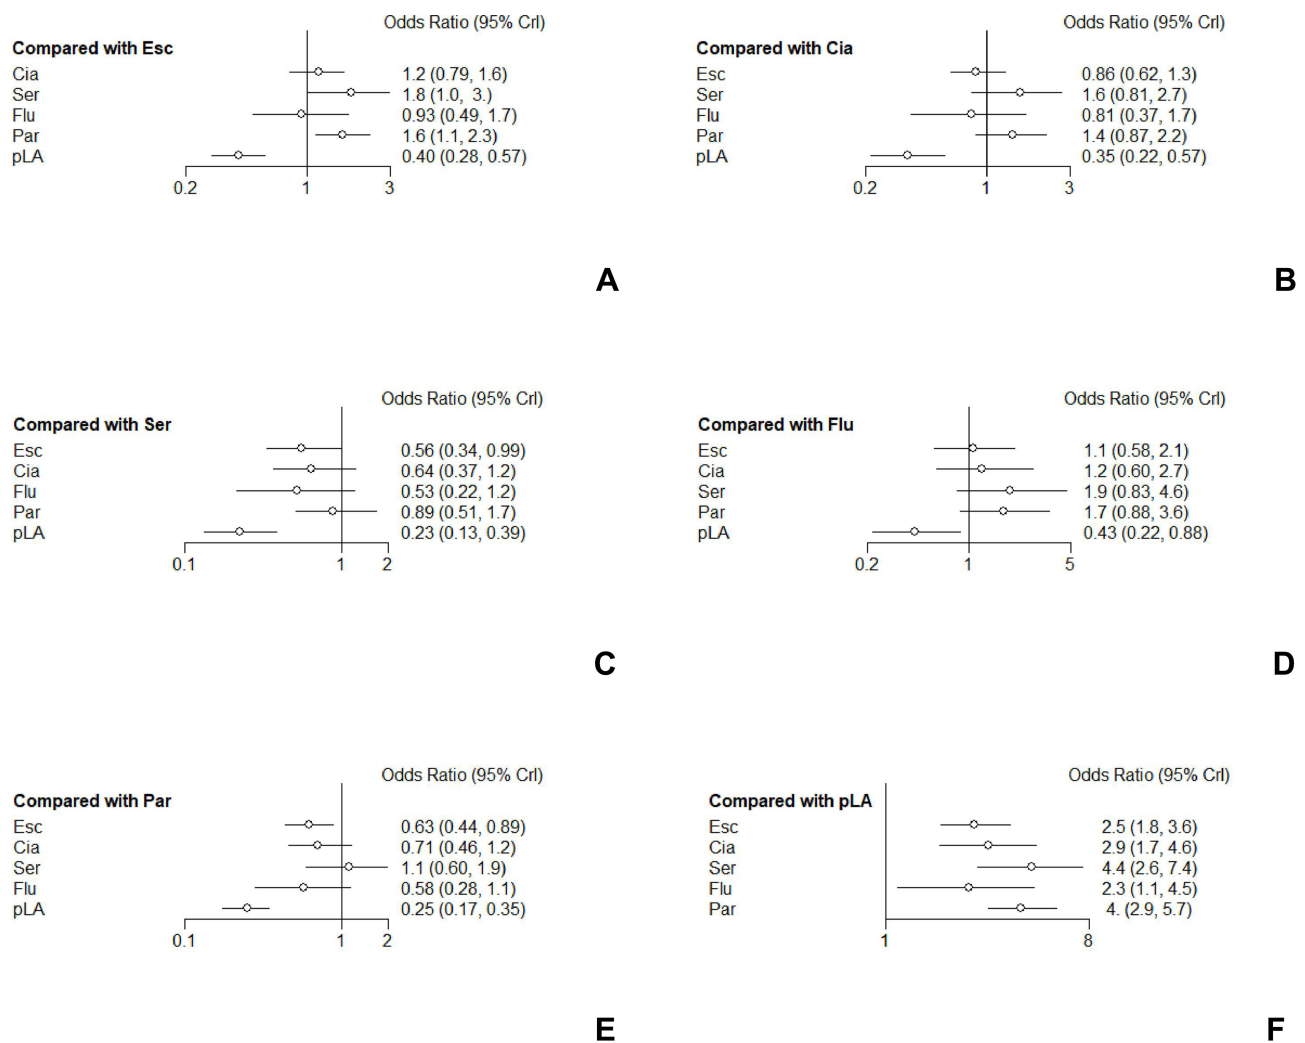 Odds Ratio (95% Crl)
Compared with Esc
Cia 1.2 (0.79, 1.6)
Ser 1.8 (1.0, 3.)
Flu 0.93 (0.49, 1.7)
Par 1.6 (1.1, 2.3)
pLA 0.40 (0.28, 0.57)
0.2 1 3
A
Odds Ratio (95% Crl)
Compared with Cia
Esc 0.86 (0.62, 1.3)
Ser 1.6 (0.81, 2.7)
Flu 0.81 (0.37, 1.7)
Par 1.4 (0.87, 2.2)
pLA 0.35 (0.22, 0.57)
0.2 1 3
B
Odds Ratio (95% Crl)
Compared with Ser
Esc 0.56 (0.34, 0.99)
Cia 0.64 (0.37, 1.2)
Flu 0.53 (0.22, 1.2)
Par 0.89 (0.51, 1.7)
pLA 0.23 (0.13, 0.39)
0.1 1 2
C
Odds Ratio (95% Crl)
Compared with Flu
Esc 1.1 (0.58, 2.1)
Cia 1.2 (0.60, 2.7)
Ser 1.9 (0.83, 4.6)
Par 1.7 (0.88, 3.6)
pLA 0.43 (0.22, 0.88)
0.2 1 5
D
Odds Ratio (95% Crl)
Compared with Par
Esc 0.63 (0.44, 0.89)
Cia 0.71 (0.46, 1.2)
Ser 1.1 (0.60, 1.9)
Flu 0.58 (0.28, 1.1)
pLA 0.25 (0.17, 0.35)
0.1 1 2
E
Odds Ratio (95% Crl)
Compared with pLA
Esc 2.5 (1.8, 3.6)
Cia 2.9 (1.7, 4.6)
Ser 4.4 (2.6, 7.4)
Flu 2.3 (1.1, 4.5)
Par 4. (2.9, 5.7)
1 8
F